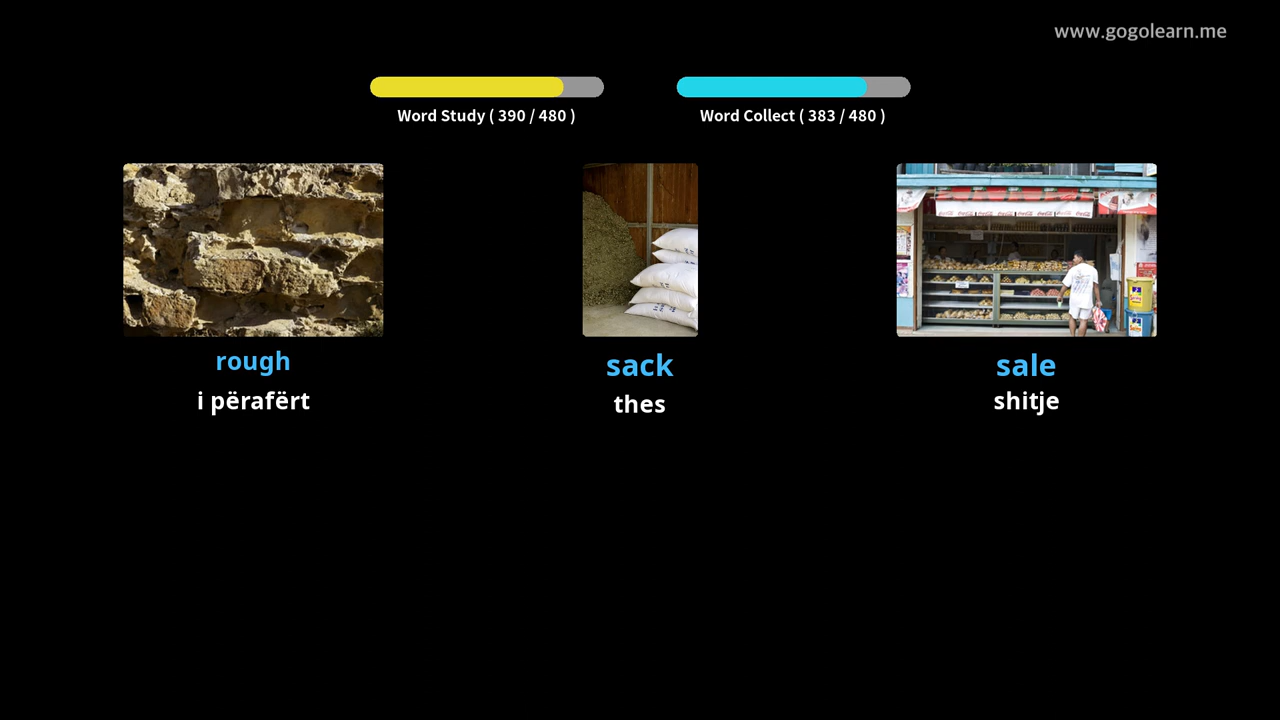 www.gogolearn.me
Word Study ( 390 / 480 )
Word Collect ( 383 / 480 )
rough
sack
sale
i përafërt
thes
shitje